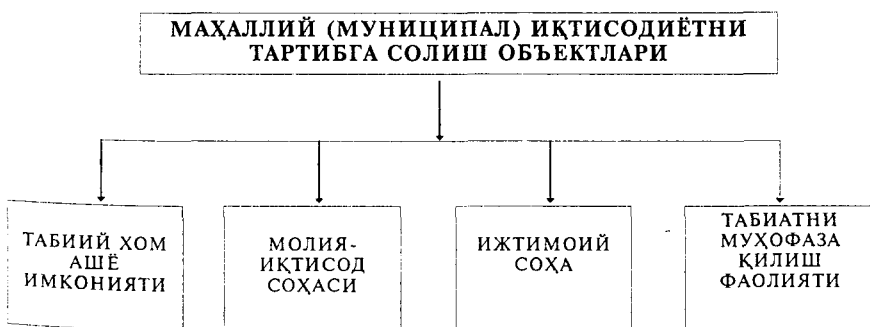 МАҲАЛЛИЙ (МУНИЦИПАЛ) ИҚТИСОДИЁТНИ
ТАРТИБГА СОЛИШ ОБЪЕКТЛАРИ
ТАБИИЙ ХОМ
АШЁ
ИМКОНИЯТИ
МОЛИЯ-
ИҚТИСОД
СОҲАСИ
ИЖТИМОИЙ
СОҲА
ТАБИАТНИ
МУҲОФАЗА
ҚИЛИШ
ФАОЛИЯТИ